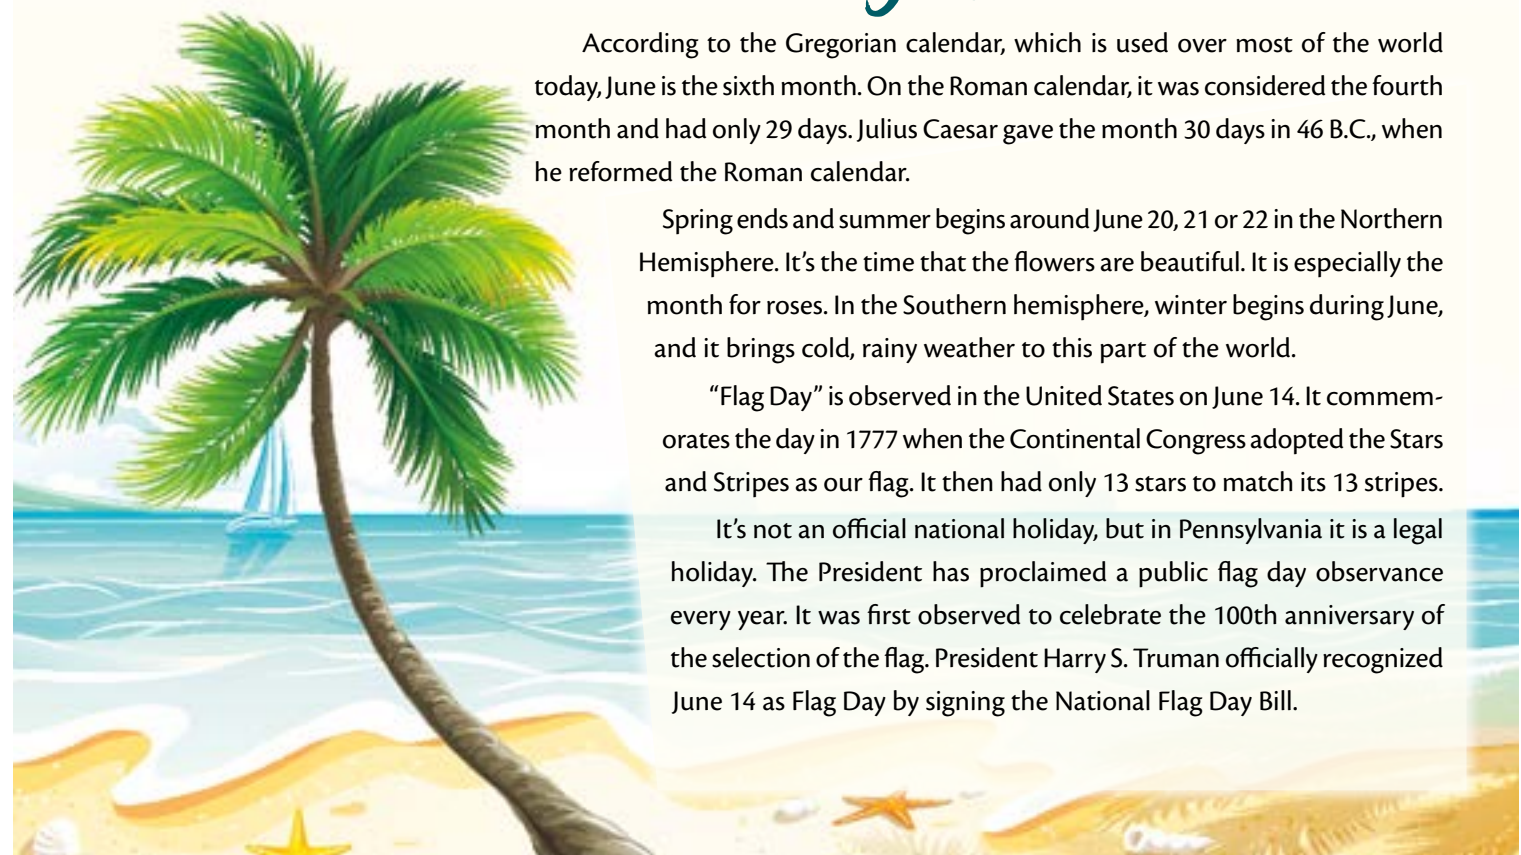 According to the Gregorian calendar, which is used over most of the world
today, June is the sixth month. On the Roman calendar, it was considered the fourth
month and had only 29 days. Julius Caesar gave the month 30 days in 46 B.C., when
he reformed the Roman calendar.
Spring ends and summer begins around June 20, 21 or 22 in the Northern
Hemisphere. It’s the time that the flowers are beautiful. It is especially the
month for roses. In the Southern hemisphere, winter begins during June,
and it brings cold, rainy weather to this part of the world.
“Flag Day” is observed in the United States on June 14. It commem-
orates the day in 1777 when the Continental Congress adopted the Stars
and Stripes as our flag. It then had only 13 stars to match its 13 stripes.
It’s not an official national holiday, but in Pennsylvania it is a legal
holiday. The President has proclaimed a public flag day observance
every year. It was first observed to celebrate the 100th anniversary of
the selection of the flag. President Harry S. Truman officially recognized
June 14 as Flag Day by signing the National Flag Day Bill.